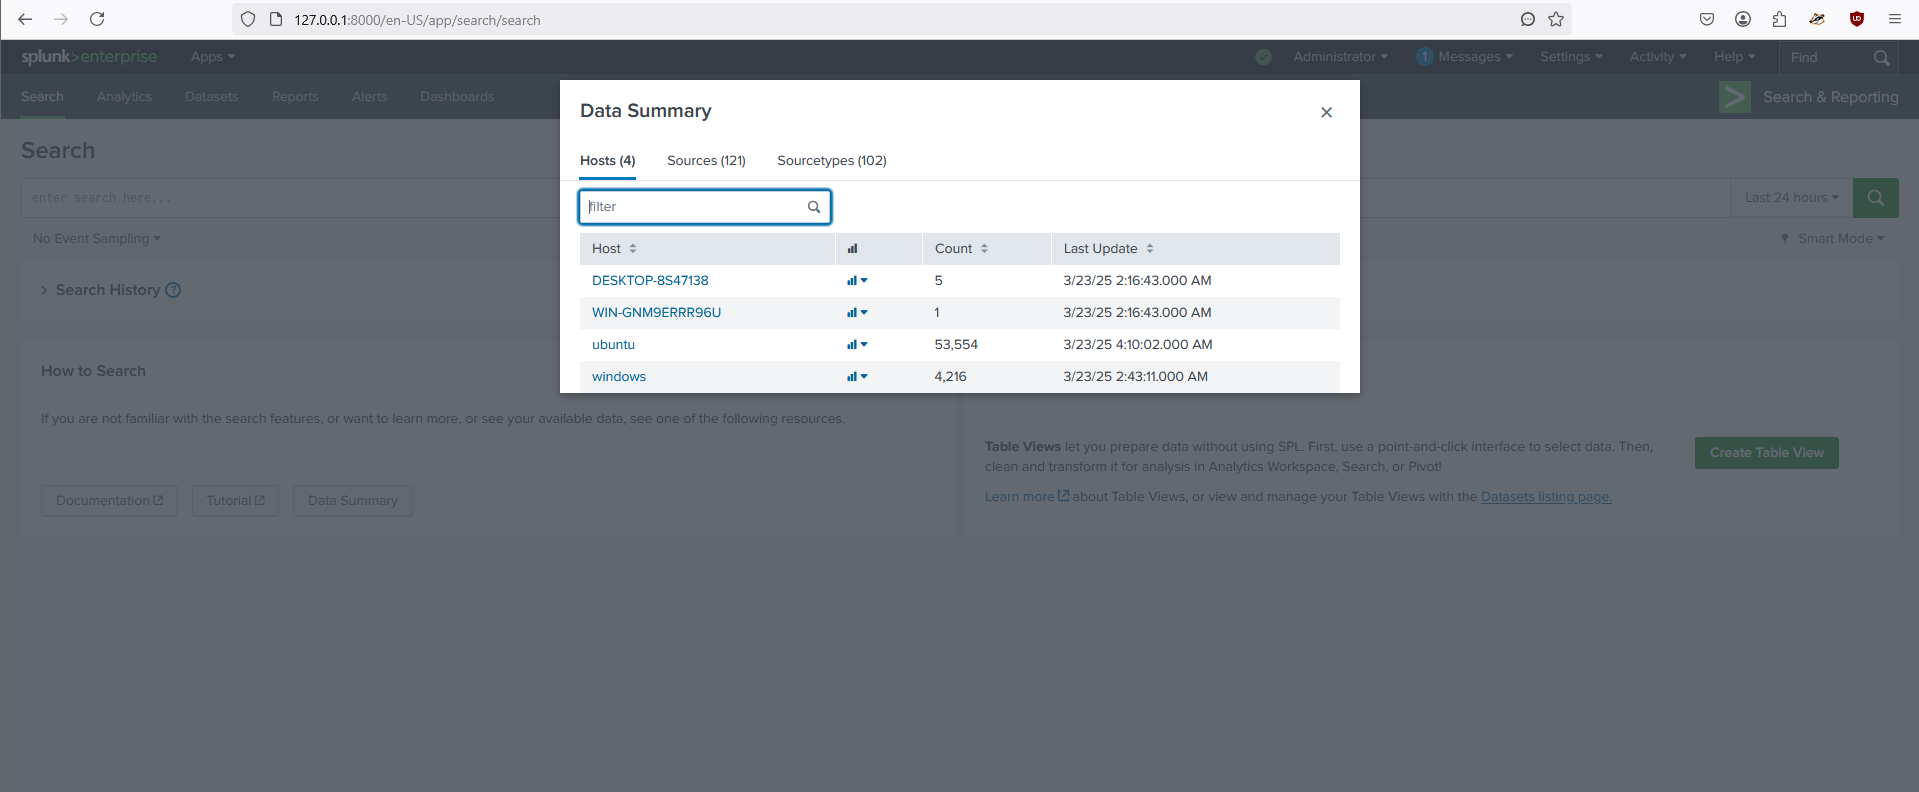 127.0.0.1:8000/en-US/app/search/search
splunk>enterprise Apps Administrator 1 Messages Settings Activity Help Find
Search Analytics Datasets Reports Alerts Dashboards Search & Reporting
Search
enter search here... Last 24 hours
No Event Sampling Smart Mode
Search History ?
How to Search
If you are not familiar with the search features, or want to learn more, or see your available data, see one of the following resources.
Documentation Tutorial Data Summary
Table Views let you prepare data without using SPL. First, use a point-and-click interface to select data. Then,
clean and transform it for analysis in Analytics Workspace, Search, or Pivot!
Learn more about Table Views, or view and manage your Table Views with the Datasets listing page.
Create Table View
Data Summary
Hosts (4) Sources (121) Sourcetypes (102)
filter
Host Count Last Update
DESKTOP-8S47138 5 3/23/25 2:16:43.000 AM
WIN-GNM9ERRR96U 1 3/23/25 2:16:43.000 AM
ubuntu 53,554 3/23/25 4:10:02.000 AM
windows 4,216 3/23/25 2:43:11.000 AM